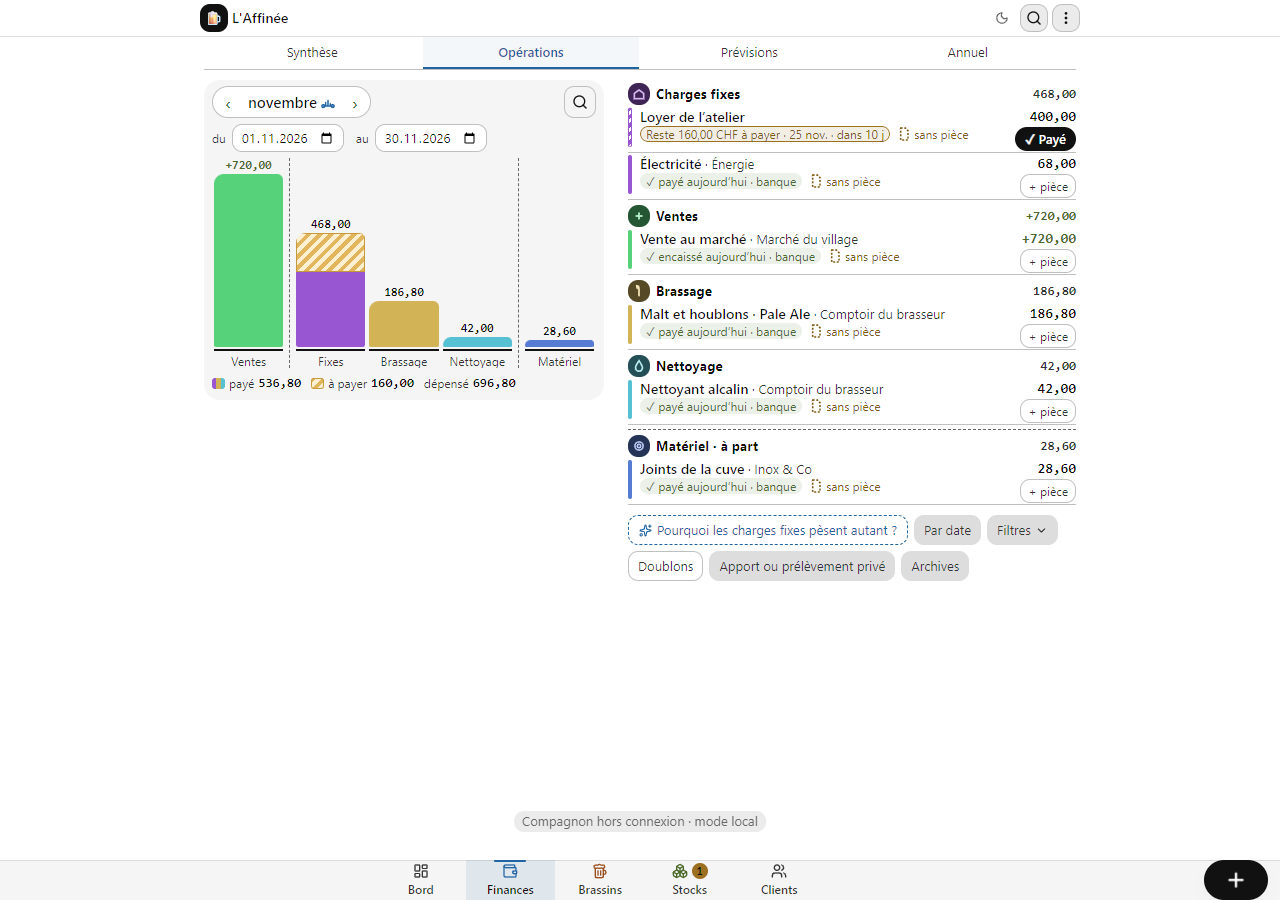 L'Affinée
Synthèse
Opérations
Prévisions
Annuel
novembre
du 01.11.2026 au 30.11.2026
+720,00
468,00
186,80
42,00
28,60
Ventes
Fixes
Brassage
Nettoyage
Matériel
payé 536,80 à payer 160,00 dépensé 696,80
Charges fixes 468,00
Loyer de l'atelier 400,00
Reste 160,00 CHF à payer · 25 nov. · dans 10 j sans pièce
✓ Payé
Électricité · Énergie 68,00
✓ payé aujourd'hui · banque sans pièce
+ pièce
Ventes +720,00
Vente au marché · Marché du village +720,00
✓ encaissé aujourd'hui · banque sans pièce
+ pièce
Brassage 186,80
Malt et houblons · Pale Ale · Comptoir du brasseur 186,80
✓ payé aujourd'hui · banque sans pièce
+ pièce
Nettoyage 42,00
Nettoyant alcalin · Comptoir du brasseur 42,00
✓ payé aujourd'hui · banque sans pièce
+ pièce
Matériel · à part 28,60
Joints de la cuve · Inox & Co 28,60
✓ payé aujourd'hui · banque sans pièce
+ pièce
Pourquoi les charges fixes pèsent autant ?
Par date
Filtres
Doublons
Apport ou prélèvement privé
Archives
Compagnon hors connexion · mode local
Bord
Finances
Brassins
Stocks 1
Clients